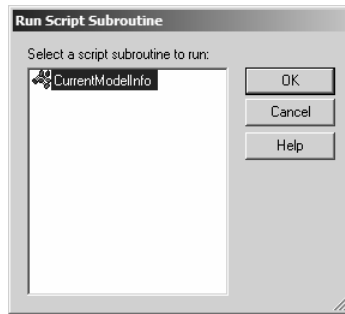 Run Script Subroutine
Select a script subroutine to run:
CurrentModelInfo
OK
Cancel
Help